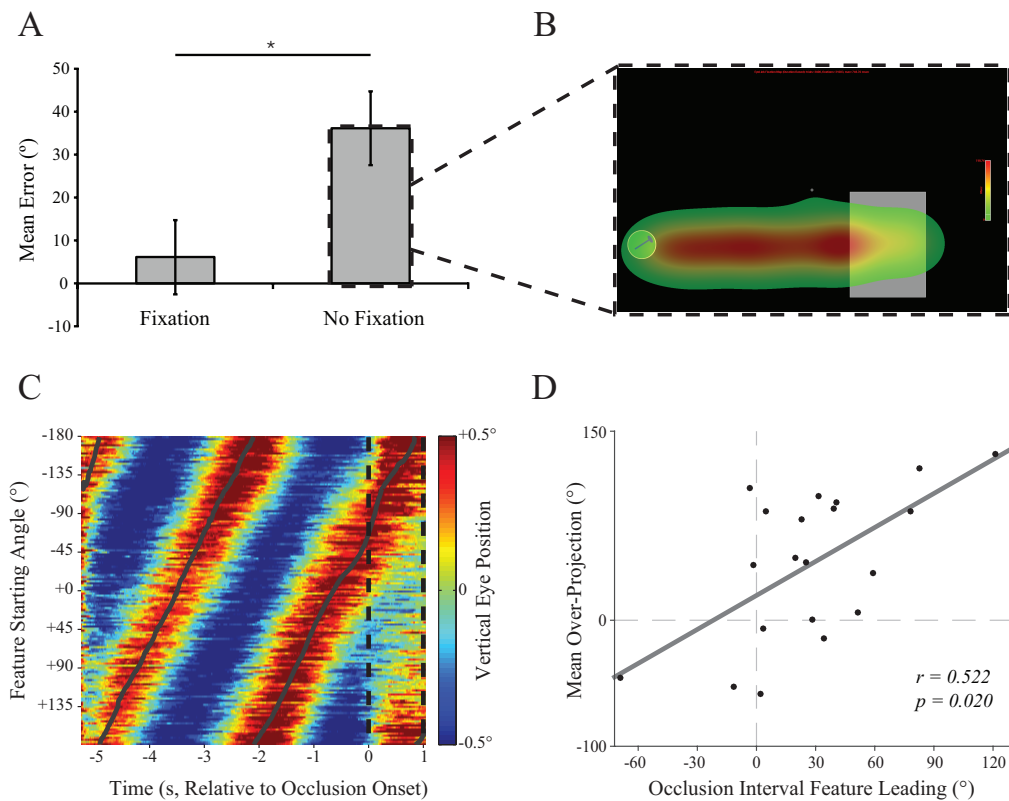 A
*
50
40
30
20
10
0
-10
Mean Error (º)
Fixation
No Fixation
B
C
-180
-135
-90
-45
+0
+45
+90
+135
Feature Starting Angle (°)
-5
-4
-3
-2
-1
0
1
Time (s, Relative to Occlusion Onset)
+0.5°
0
-0.5°
Vertical Eye Position
D
150
0
-100
Mean Over-Projection (°)
r = 0.522
p = 0.020
-60
-30
0
30
60
90
120
Occlusion Interval Feature Leading (°)